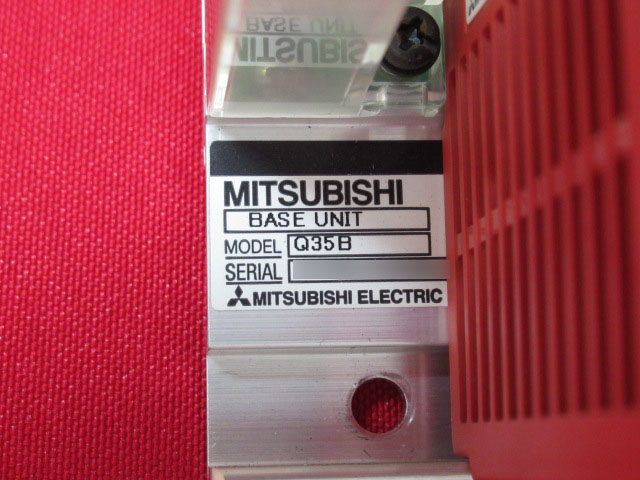 MITSUBISHI
BASE UNIT
MODEL Q35B
SERIAL
MITSUBISHI ELECTRIC